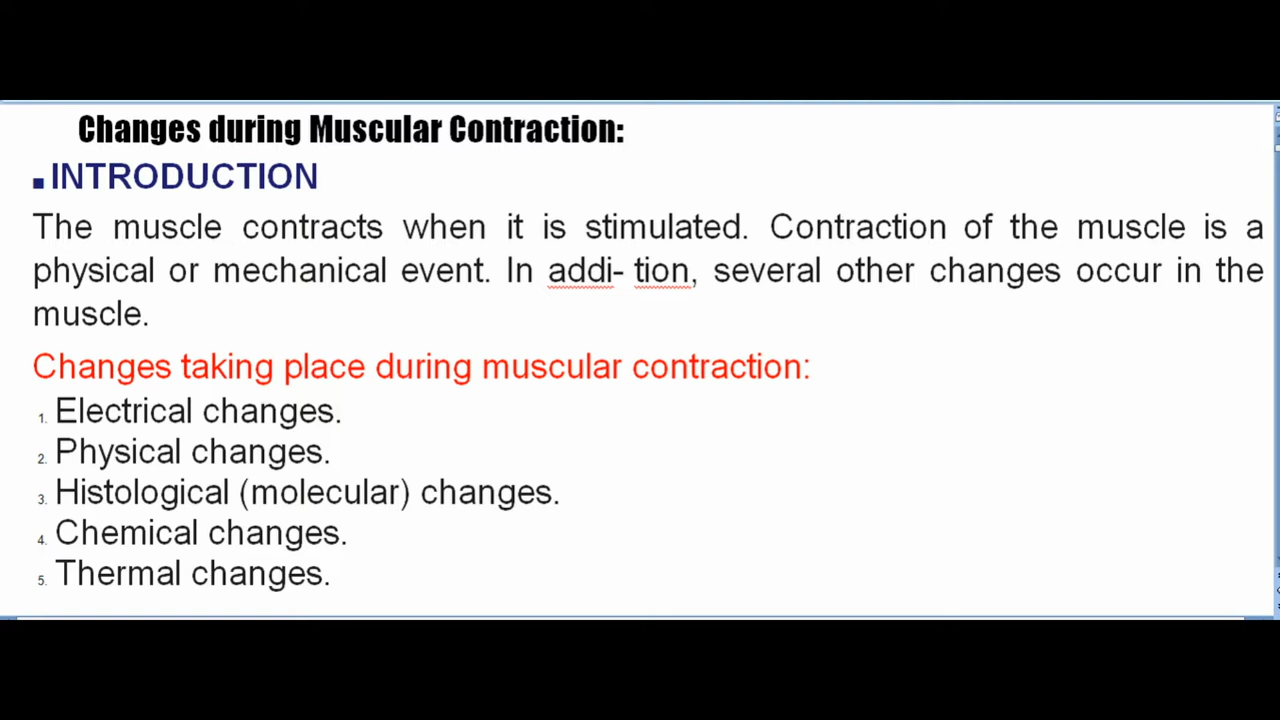 Changes during Muscular Contraction:
■INTRODUCTION
The muscle contracts when it is stimulated. Contraction of the muscle is a
physical or mechanical event. In addi- tion, several other changes occur in the
muscle.
Changes taking place during muscular contraction:
1. Electrical changes.
2. Physical changes.
3. Histological (molecular) changes.
4. Chemical changes.
5. Thermal changes.